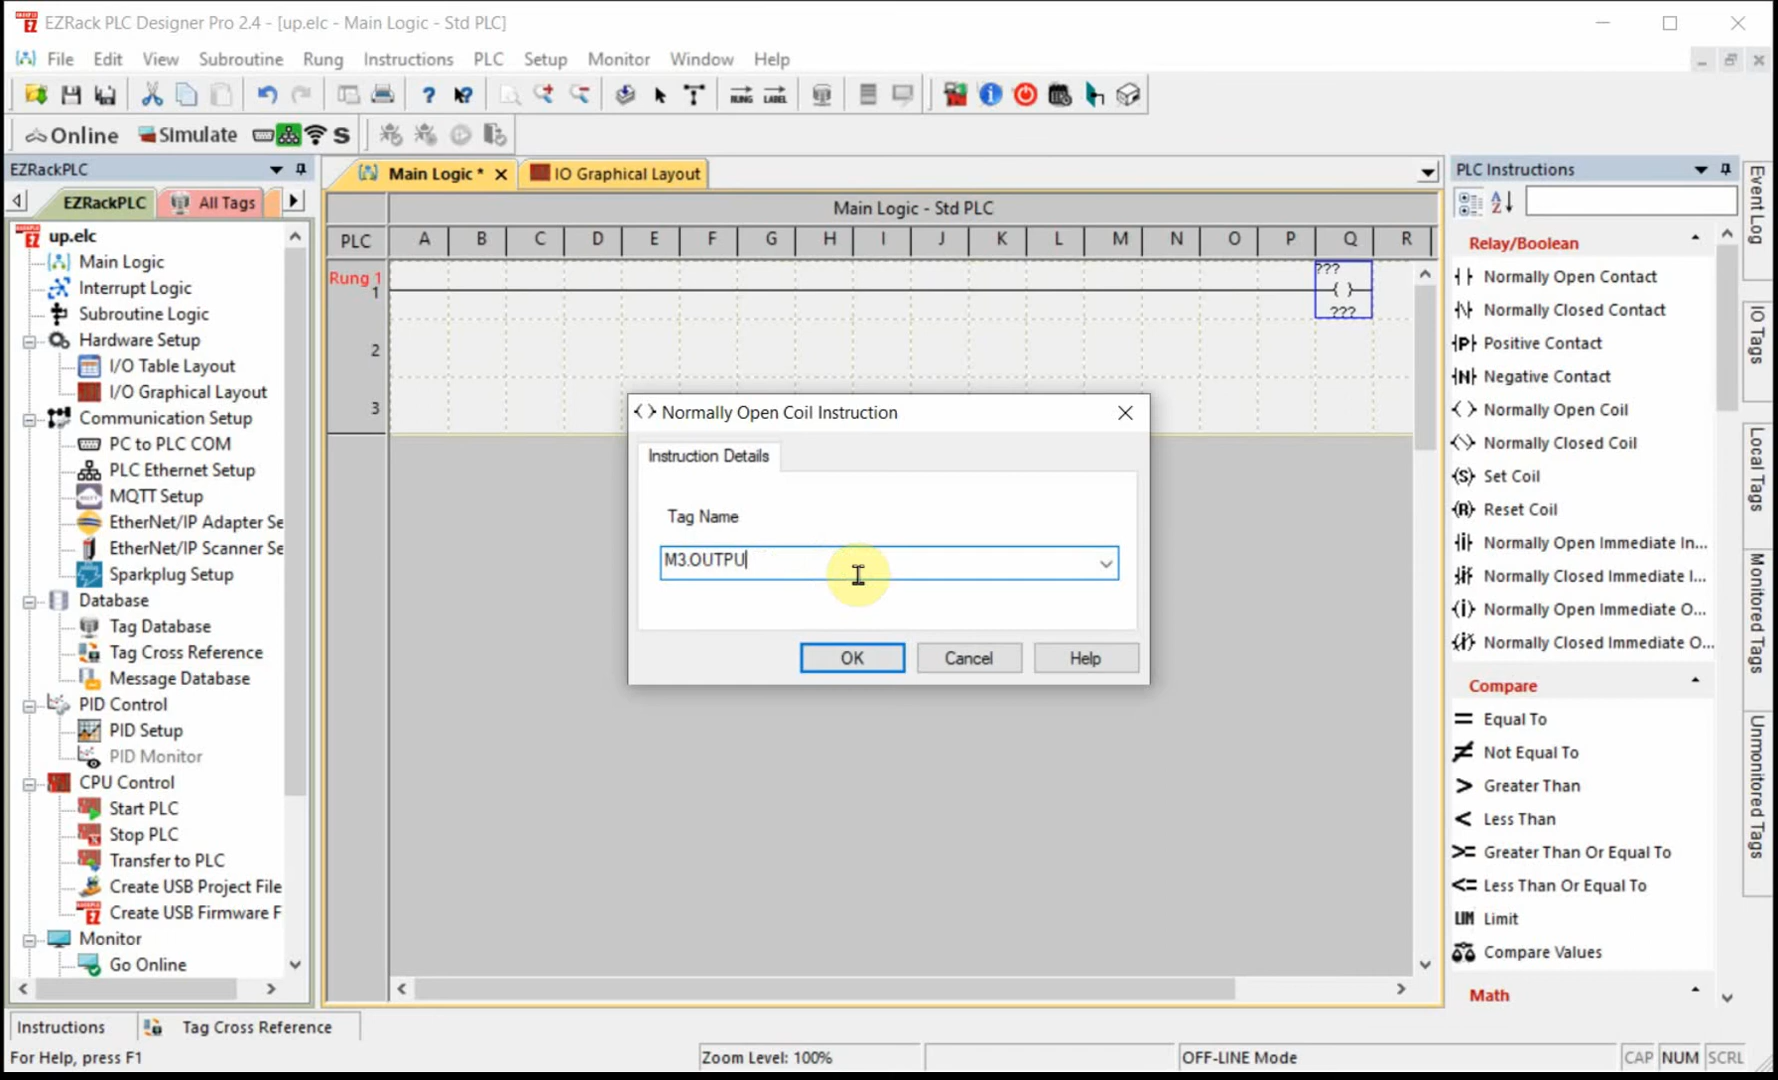 EZRack PLC Designer Pro 2.4 - [up.elc - Main Logic - Std PLC]
File Edit View Subroutine Rung Instructions PLC Setup Monitor Window Help
RUNG LABEL
Online Simulate S
EZRackPLC
EZRackPLC All Tags
up.elc
Main Logic
Interrupt Logic
Subroutine Logic
Hardware Setup
I/O Table Layout
I/O Graphical Layout
Communication Setup
PC to PLC COM
PLC Ethernet Setup
MQTT Setup
EtherNet/IP Adapter Se
EtherNet/IP Scanner Se
Sparkplug Setup
Database
Tag Database
Tag Cross Reference
Message Database
PID Control
PID Setup
PID Monitor
CPU Control
Start PLC
Stop PLC
Transfer to PLC
Create USB Project File
Create USB Firmware F
Monitor
Go Online
Main Logic * IO Graphical Layout
Main Logic - Std PLC
PLC A B C D E F G H I J K L M N O P Q R
Rung 1
1
2
3
???
???
Normally Open Coil Instruction
Instruction Details
Tag Name
M3.OUTPU
OK Cancel Help
PLC Instructions
Relay/Boolean
Normally Open Contact
Normally Closed Contact
Positive Contact
Negative Contact
Normally Open Coil
Normally Closed Coil
Set Coil
Reset Coil
Normally Open Immediate In...
Normally Closed Immediate I...
Normally Open Immediate O...
Normally Closed Immediate O...
Compare
Equal To
Not Equal To
Greater Than
Less Than
Greater Than Or Equal To
Less Than Or Equal To
LIM Limit
Compare Values
Math
Event Log
IO Tags
Local Tags
Monitored Tags
Unmonitored Tags
Instructions Tag Cross Reference
For Help, press F1 Zoom Level: 100% OFF-LINE Mode CAP NUM SCRL